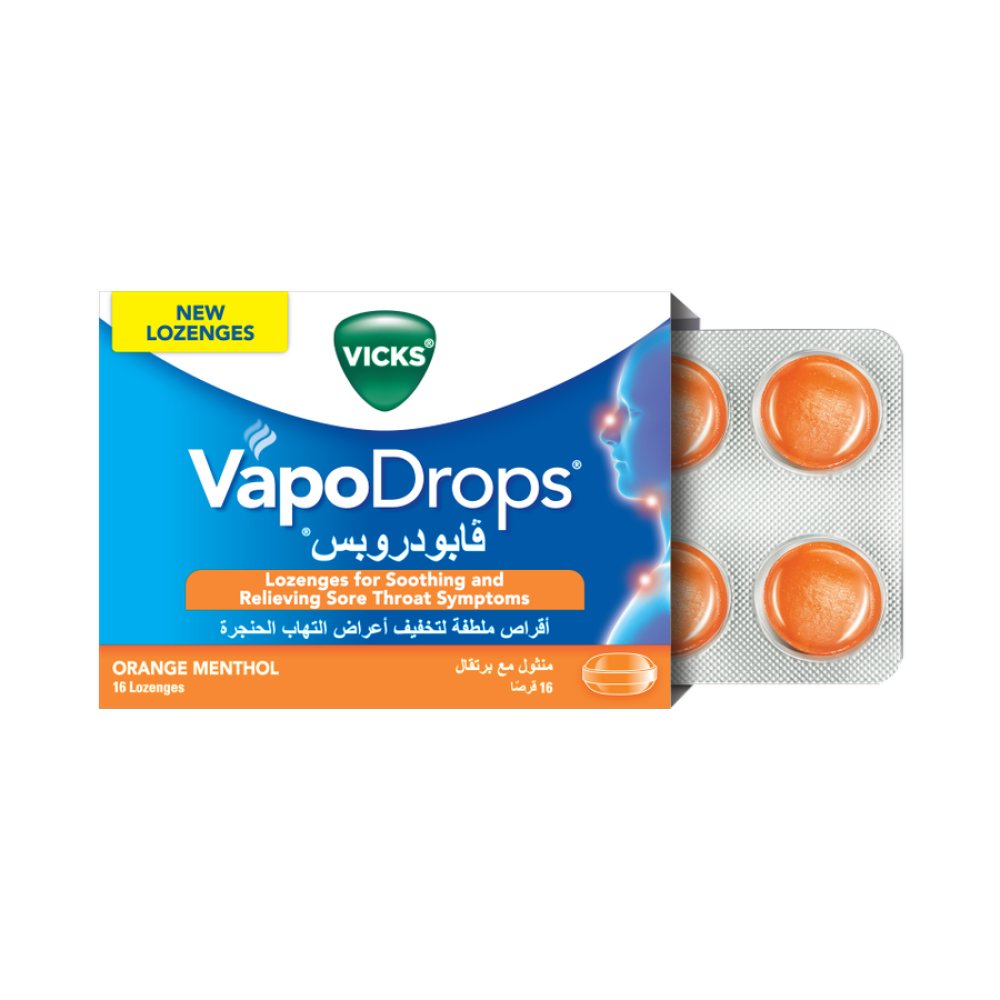 NEW
LOZENGES
VICKS®
VapoDrops®
ڤابودروبس®
Lozenges for Soothing and
Relieving Sore Throat Symptoms
أقراص ملطفة لتخفيف أعراض التهاب الحنجرة
ORANGE MENTHOL
منثول مع برتقال
16 Lozenges
16 قرصًا